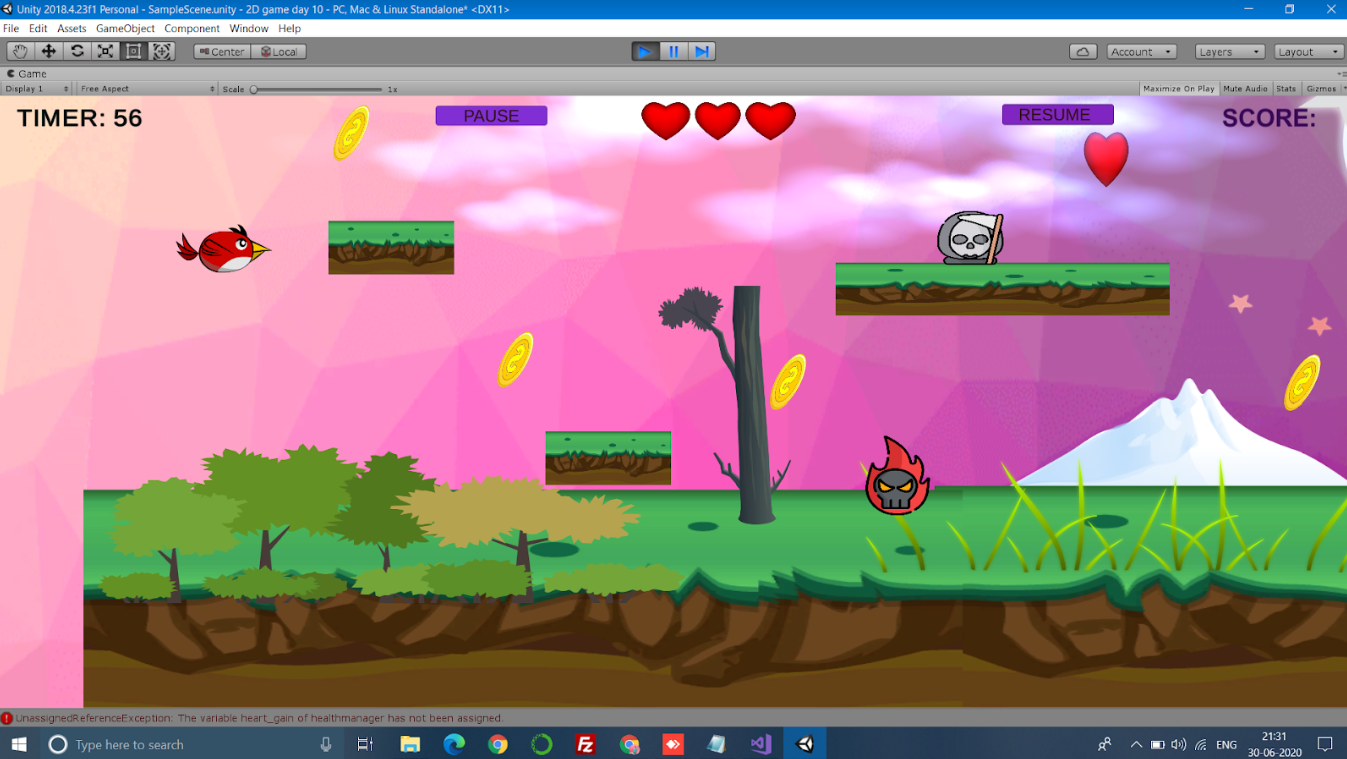 Unity 2018.4.23f1 Personal - SampleScene.unity - 2D game day 10 - PC, Mac & Linux Standalone* <DX11>
File Edit Assets GameObject Component Window Help
Center Local Account Layers Layout
Game
Display 1 Free Aspect Scale 1x Maximize On Play Mute Audio Stats Gizmos
TIMER: 56 PAUSE RESUME SCORE:
UnassignedReferenceException: The variable heart_gain of healthmanager has not been assigned.
Type here to search ENG 21:31
30-06-2020